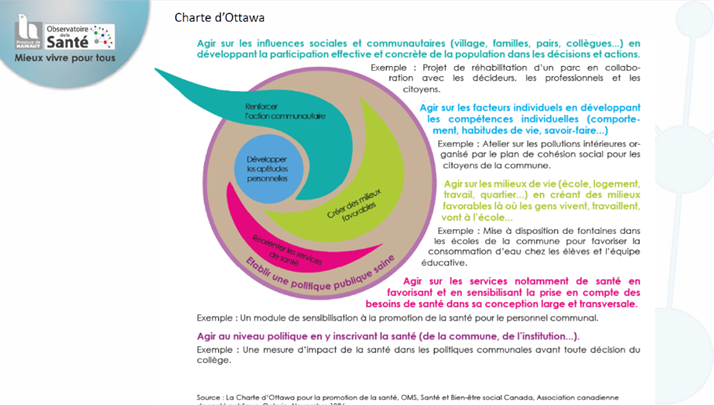 Charte d'Ottawa
Observatoire
de la
Santé
Province de
HAINAUT
Mieux vivre pour tous
Agir sur les influences sociales et communautaires (village, familles, pairs, collègues...) en
développant la participation effective et concrète de la population dans les décisions et actions.
Exemple : Projet de réhabilitation d'un parc en collabo-
ration avec les décideurs, les professionnels et les
citoyens.
Renforcer
l'action communautaire
Agir sur les facteurs individuels en développant
les compétences individuelles (comporte-
ment, habitudes de vie, savoir-faire...)
Exemple : Atelier sur les pollutions intérieures or-
ganisé par le plan de cohésion social pour les
citoyens de la commune.
Développer
les aptitudes
personnelles
Agir sur les milieux de vie (école, logement,
travail, quartier...) en créant des milieux
favorables là où les gens vivent, travaillent,
vont à l'école...
Créer des milieux
favorables
Exemple : Mise à disposition de fontaines dans
les écoles de la commune pour favoriser la
consommation d'eau chez les élèves et l'équipe
éducative.
Réorienter les services
de santé
Etablir une politique publique saine
Agir sur les services notamment de santé en
favorisant et en sensibilisant la prise en compte des
besoins de santé dans sa conception large et transversale.
Exemple : Un module de sensibilisation à la promotion de la santé pour le personnel communal.
Agir au niveau politique en y inscrivant la santé (de la commune, de l'institution...).
Exemple : Une mesure d'impact de la santé dans les politiques communales avant toute décision du
collège.
Source : La Charte d'Ottawa pour la promotion de la santé, OMS, Santé et Bien-être social Canada, Association canadienne